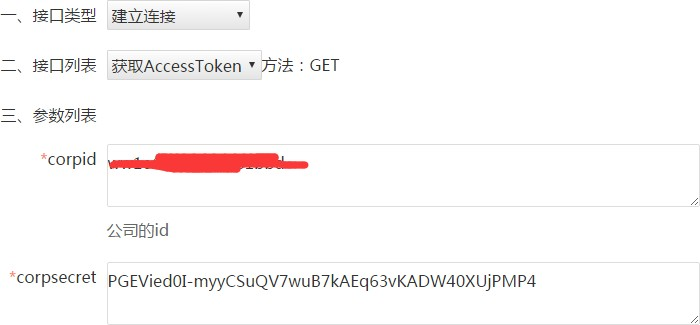 一、接口类型 建立连接
二、接口列表 获取AccessToken 方法：GET
三、参数列表
*corpid
公司的id
*corpsecret PGEVied0I-myyCSuQV7wuB7kAEq63vKADW40XUjPMP4